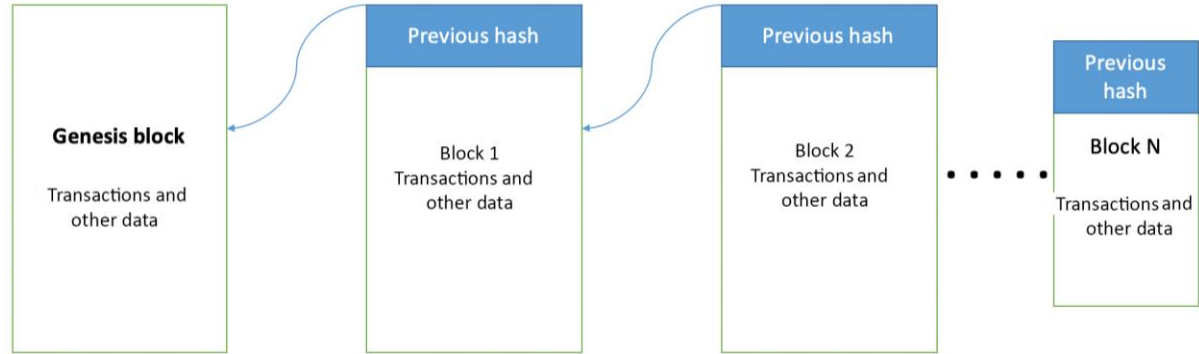 Genesis block
Transactions and
other data
Previous hash
Block 1
Transactions and
other data
Previous hash
Block 2
Transactions and
other data
Previous
hash
Block N
Transactions and
other data